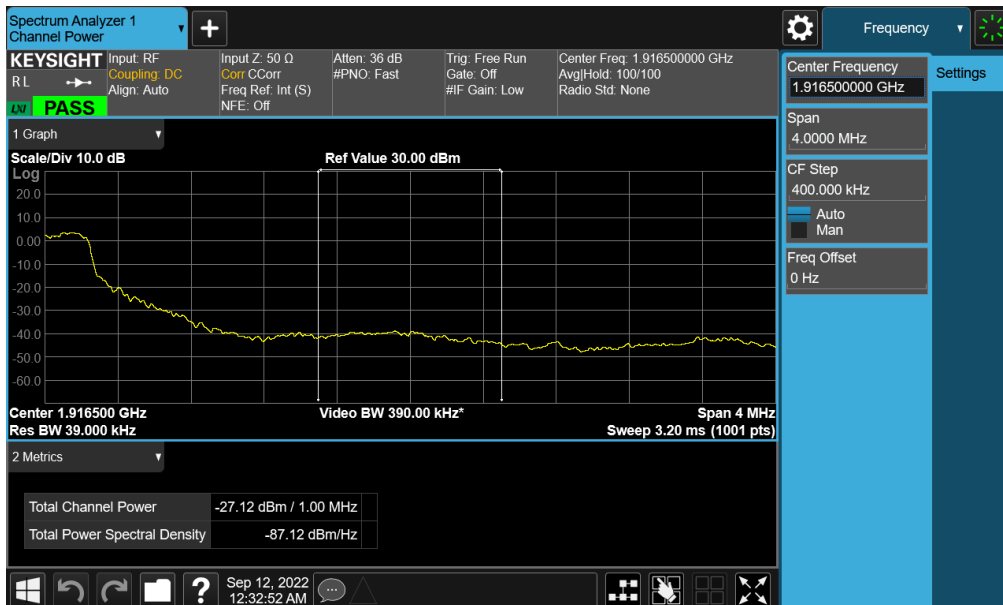 Spectrum Analyzer 1
Channel Power
+
Frequency
KEYSIGHT
R L
LXI
PASS
Input: RF
Coupling: DC
Align: Auto
Input Z: 50 Ω
Corr CCorr
Freq Ref: Int (S)
NFE: Off
Atten: 36 dB
#PNO: Fast
Trig: Free Run
Gate: Off
#IF Gain: Low
Center Freq: 1.916500000 GHz
Avg|Hold: 100/100
Radio Std: None
Center Frequency
1.916500000 GHz
Settings
Span
4.0000 MHz
CF Step
400.000 kHz
Auto
Man
Freq Offset
0 Hz
1 Graph
Scale/Div 10.0 dB
Ref Value 30.00 dBm
Log
20.0
10.0
0.00
-10.0
-20.0
-30.0
-40.0
-50.0
-60.0
Center 1.916500 GHz
Video BW 390.00 kHz*
Span 4 MHz
Res BW 39.000 kHz
Sweep 3.20 ms (1001 pts)
2 Metrics
Total Channel Power
-27.12 dBm / 1.00 MHz
Total Power Spectral Density
-87.12 dBm/Hz
?
Sep 12, 2022
12:32:52 AM